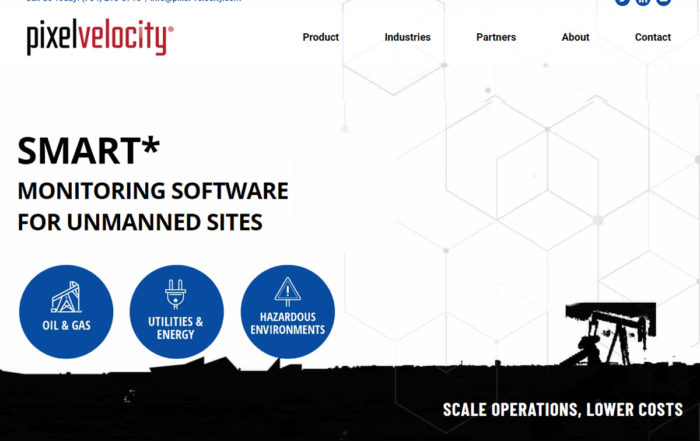 pixelvelocity®
Product Industries Partners About Contact
SMART*
MONITORING SOFTWARE
FOR UNMANNED SITES
OIL & GAS
UTILITIES &
ENERGY
HAZARDOUS
ENVIRONMENTS
SCALE OPERATIONS, LOWER COSTS